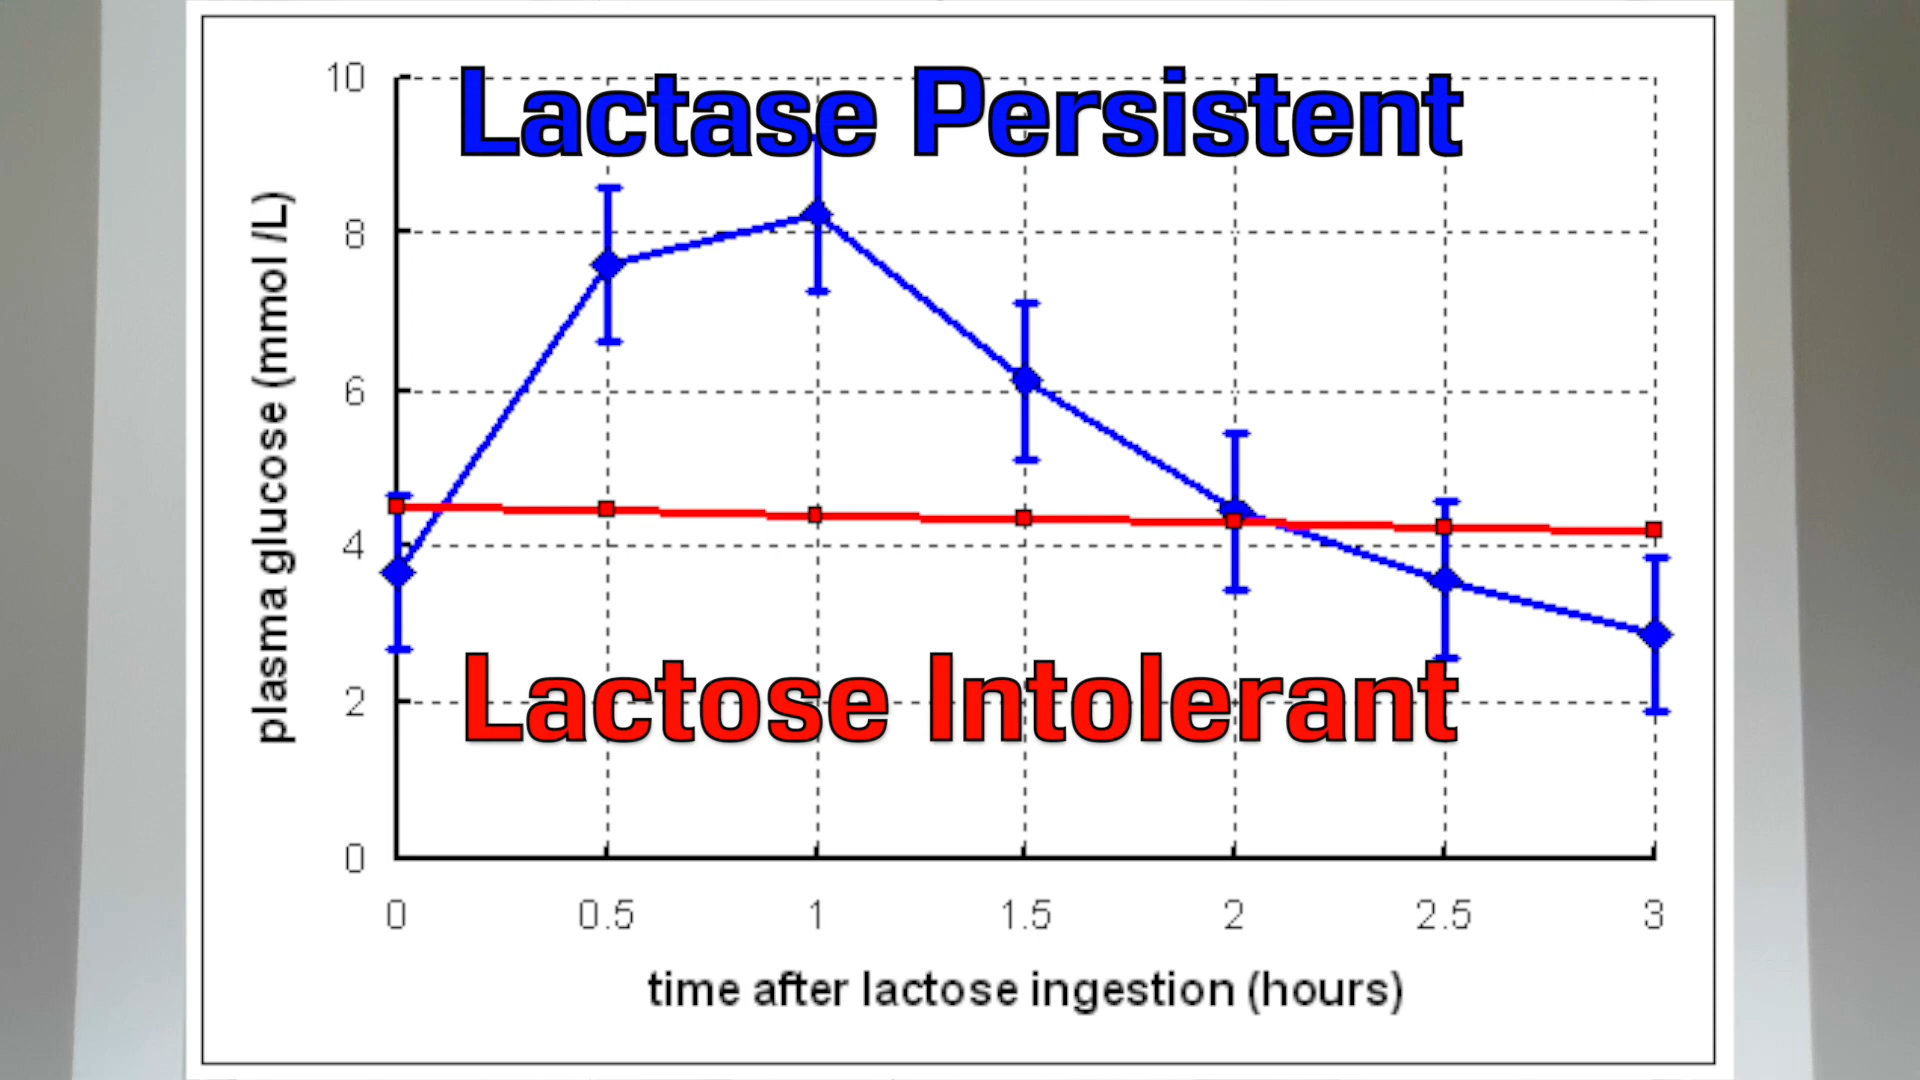 Lactase Persistent
10
8
6
4
2
0
plasma glucose (mmol /L)
Lactose Intolerant
0 0.5 1 1.5 2 2.5 3
time after lactose ingestion (hours)